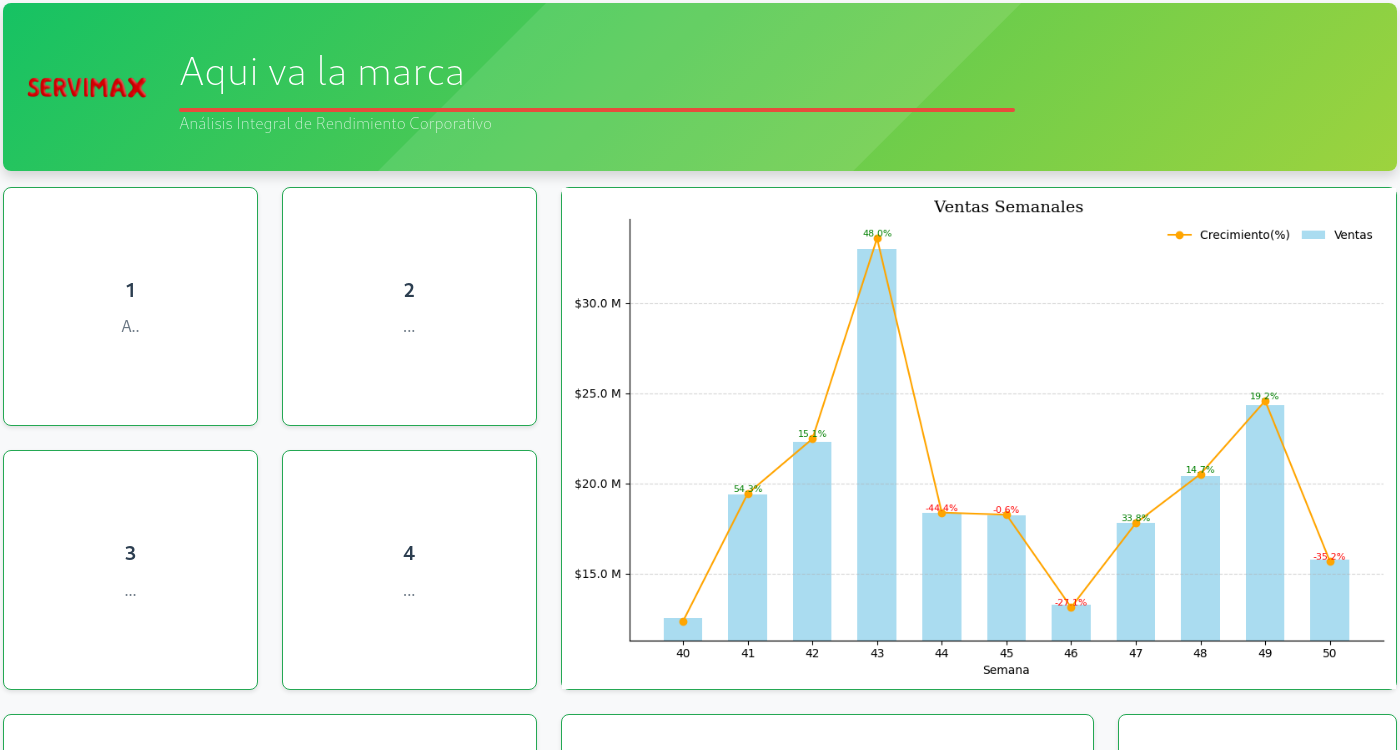 SERVIMAX
Aqui va la marca
Análisis Integral de Rendimiento Corporativo
1
A..
2
...
3
...
4
...
Ventas Semanales
Crecimiento(%) Ventas
$30.0 M
$25.0 M
$20.0 M
$15.0 M
54.3%
15.1%
48.0%
-44.4%
-0.6%
-27.1%
33.8%
14.7%
19.2%
-35.2%
40 41 42 43 44 45 46 47 48 49 50
Semana